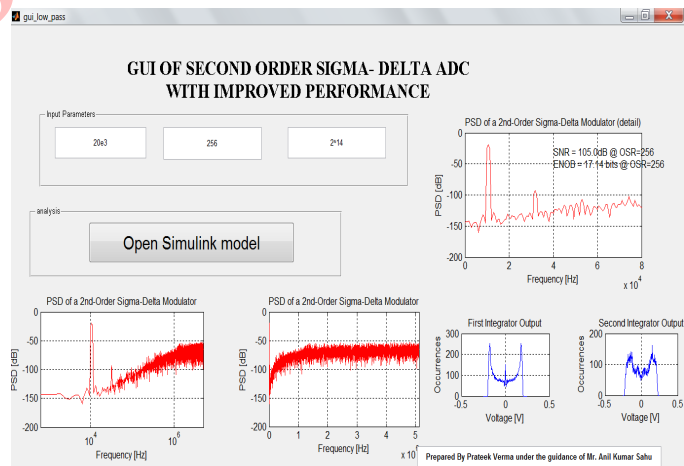 gui_low_pass
GUI OF SECOND ORDER SIGMA- DELTA ADC
WITH IMPROVED PERFORMANCE
Input Parameters
20e3
256
2^14
analysis
Open Simulink model
PSD of a 2nd-Order Sigma-Delta Modulator (detail)
SNR = 105.0dB @ OSR=256
ENOB = 17.14 bits @ OSR=256
PSD [dB]
0
-50
-100
-150
-200
0 2 4 6 8
Frequency [Hz]
x 10^4
PSD of a 2nd-Order Sigma-Delta Modulator
PSD [dB]
0
-50
-100
-150
-200
10^4 10^6
Frequency [Hz]
PSD of a 2nd-Order Sigma-Delta Modulator
PSD [dB]
0
-50
-100
-150
-200
0 1 2 3 4 5
Frequency [Hz]
x 10
First Integrator Output
Occurrences
300
200
100
0
-0.5 0 0.5
Voltage [V]
Second Integrator Output
Occurrences
200
100
0
-0.5 0 0.5
Voltage [V]
Prepared By Prateek Verma under the guidance of Mr. Anil Kumar Sahu